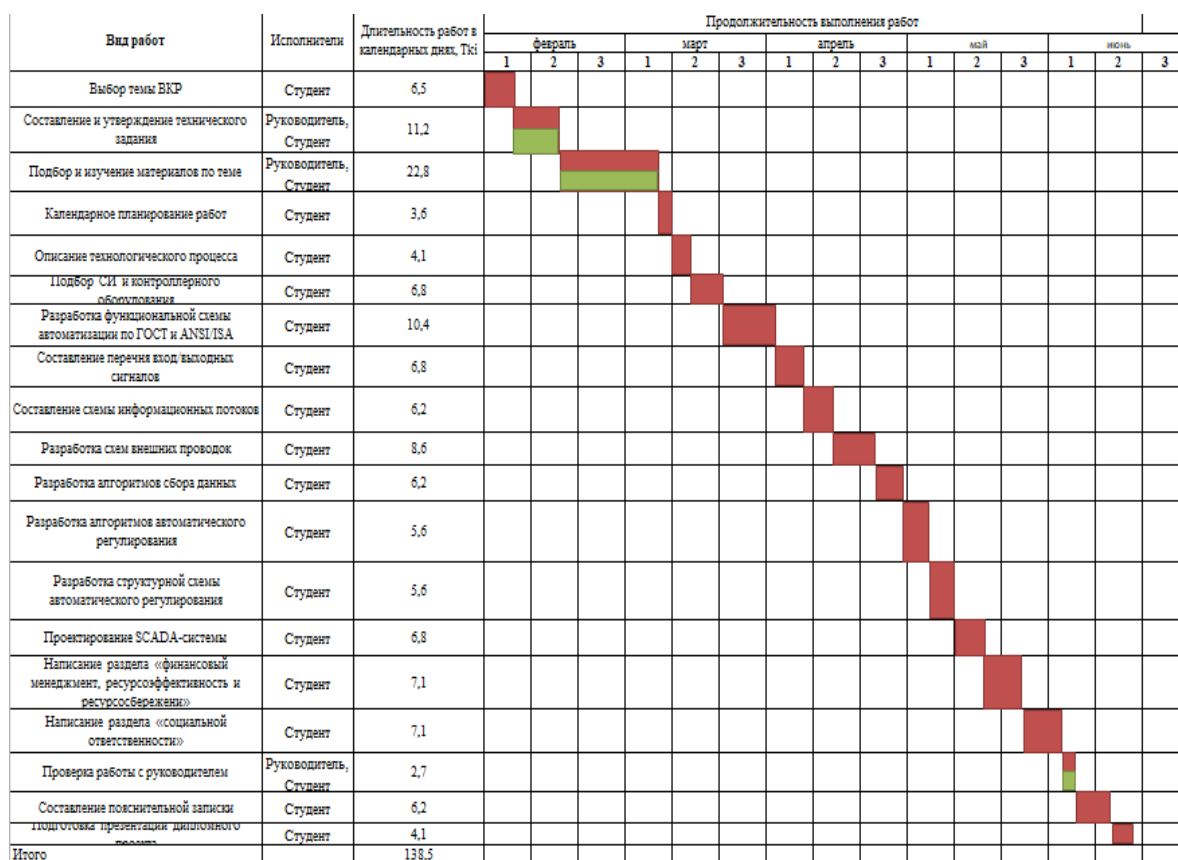 Вид работ
Исполнители
Длительность работ в
календарных днях, Tki
Продолжительность выполнения работ
февраль март апрель май июнь
1 2 3 1 2 3 1 2 3 1 2 3 1 2 3
Выбор темы ВКР Студент 6,5
Составление и утверждение технического
задания
Руководитель,
Студент
11,2
Подбор и изучение материалов по теме
Руководитель,
Студент
22,8
Календарное планирование работ Студент 3,6
Описание технологического процесса Студент 4,1
Подбор СИ и контроллерного
оборудования
Студент 6,8
Разработка функциональной схемы
автоматизации по ГОСТ и ANSI/ISA
Студент 10,4
Составление перечня вход/выходных
сигналов
Студент 6,8
Составление схемы информационных потоков Студент 6,2
Разработка схем внешних проводок Студент 8,6
Разработка алгоритмов сбора данных Студент 6,2
Разработка алгоритмов автоматического
регулирования
Студент 5,6
Разработка структурной схемы
автоматического регулирования
Студент 5,6
Проектирование SCADA-системы Студент 6,8
Написание раздела «финансовый
менеджмент, ресурсоэффективность и
ресурсосбережени»
Студент 7,1
Написание раздела «социальной
ответственности»
Студент 7,1
Проверка работы с руководителем
Руководитель,
Студент
2,7
Составление пояснительной записки Студент 6,2
Подготовка презентации дипломного
проекта
Студент 4,1
Итого 138,5